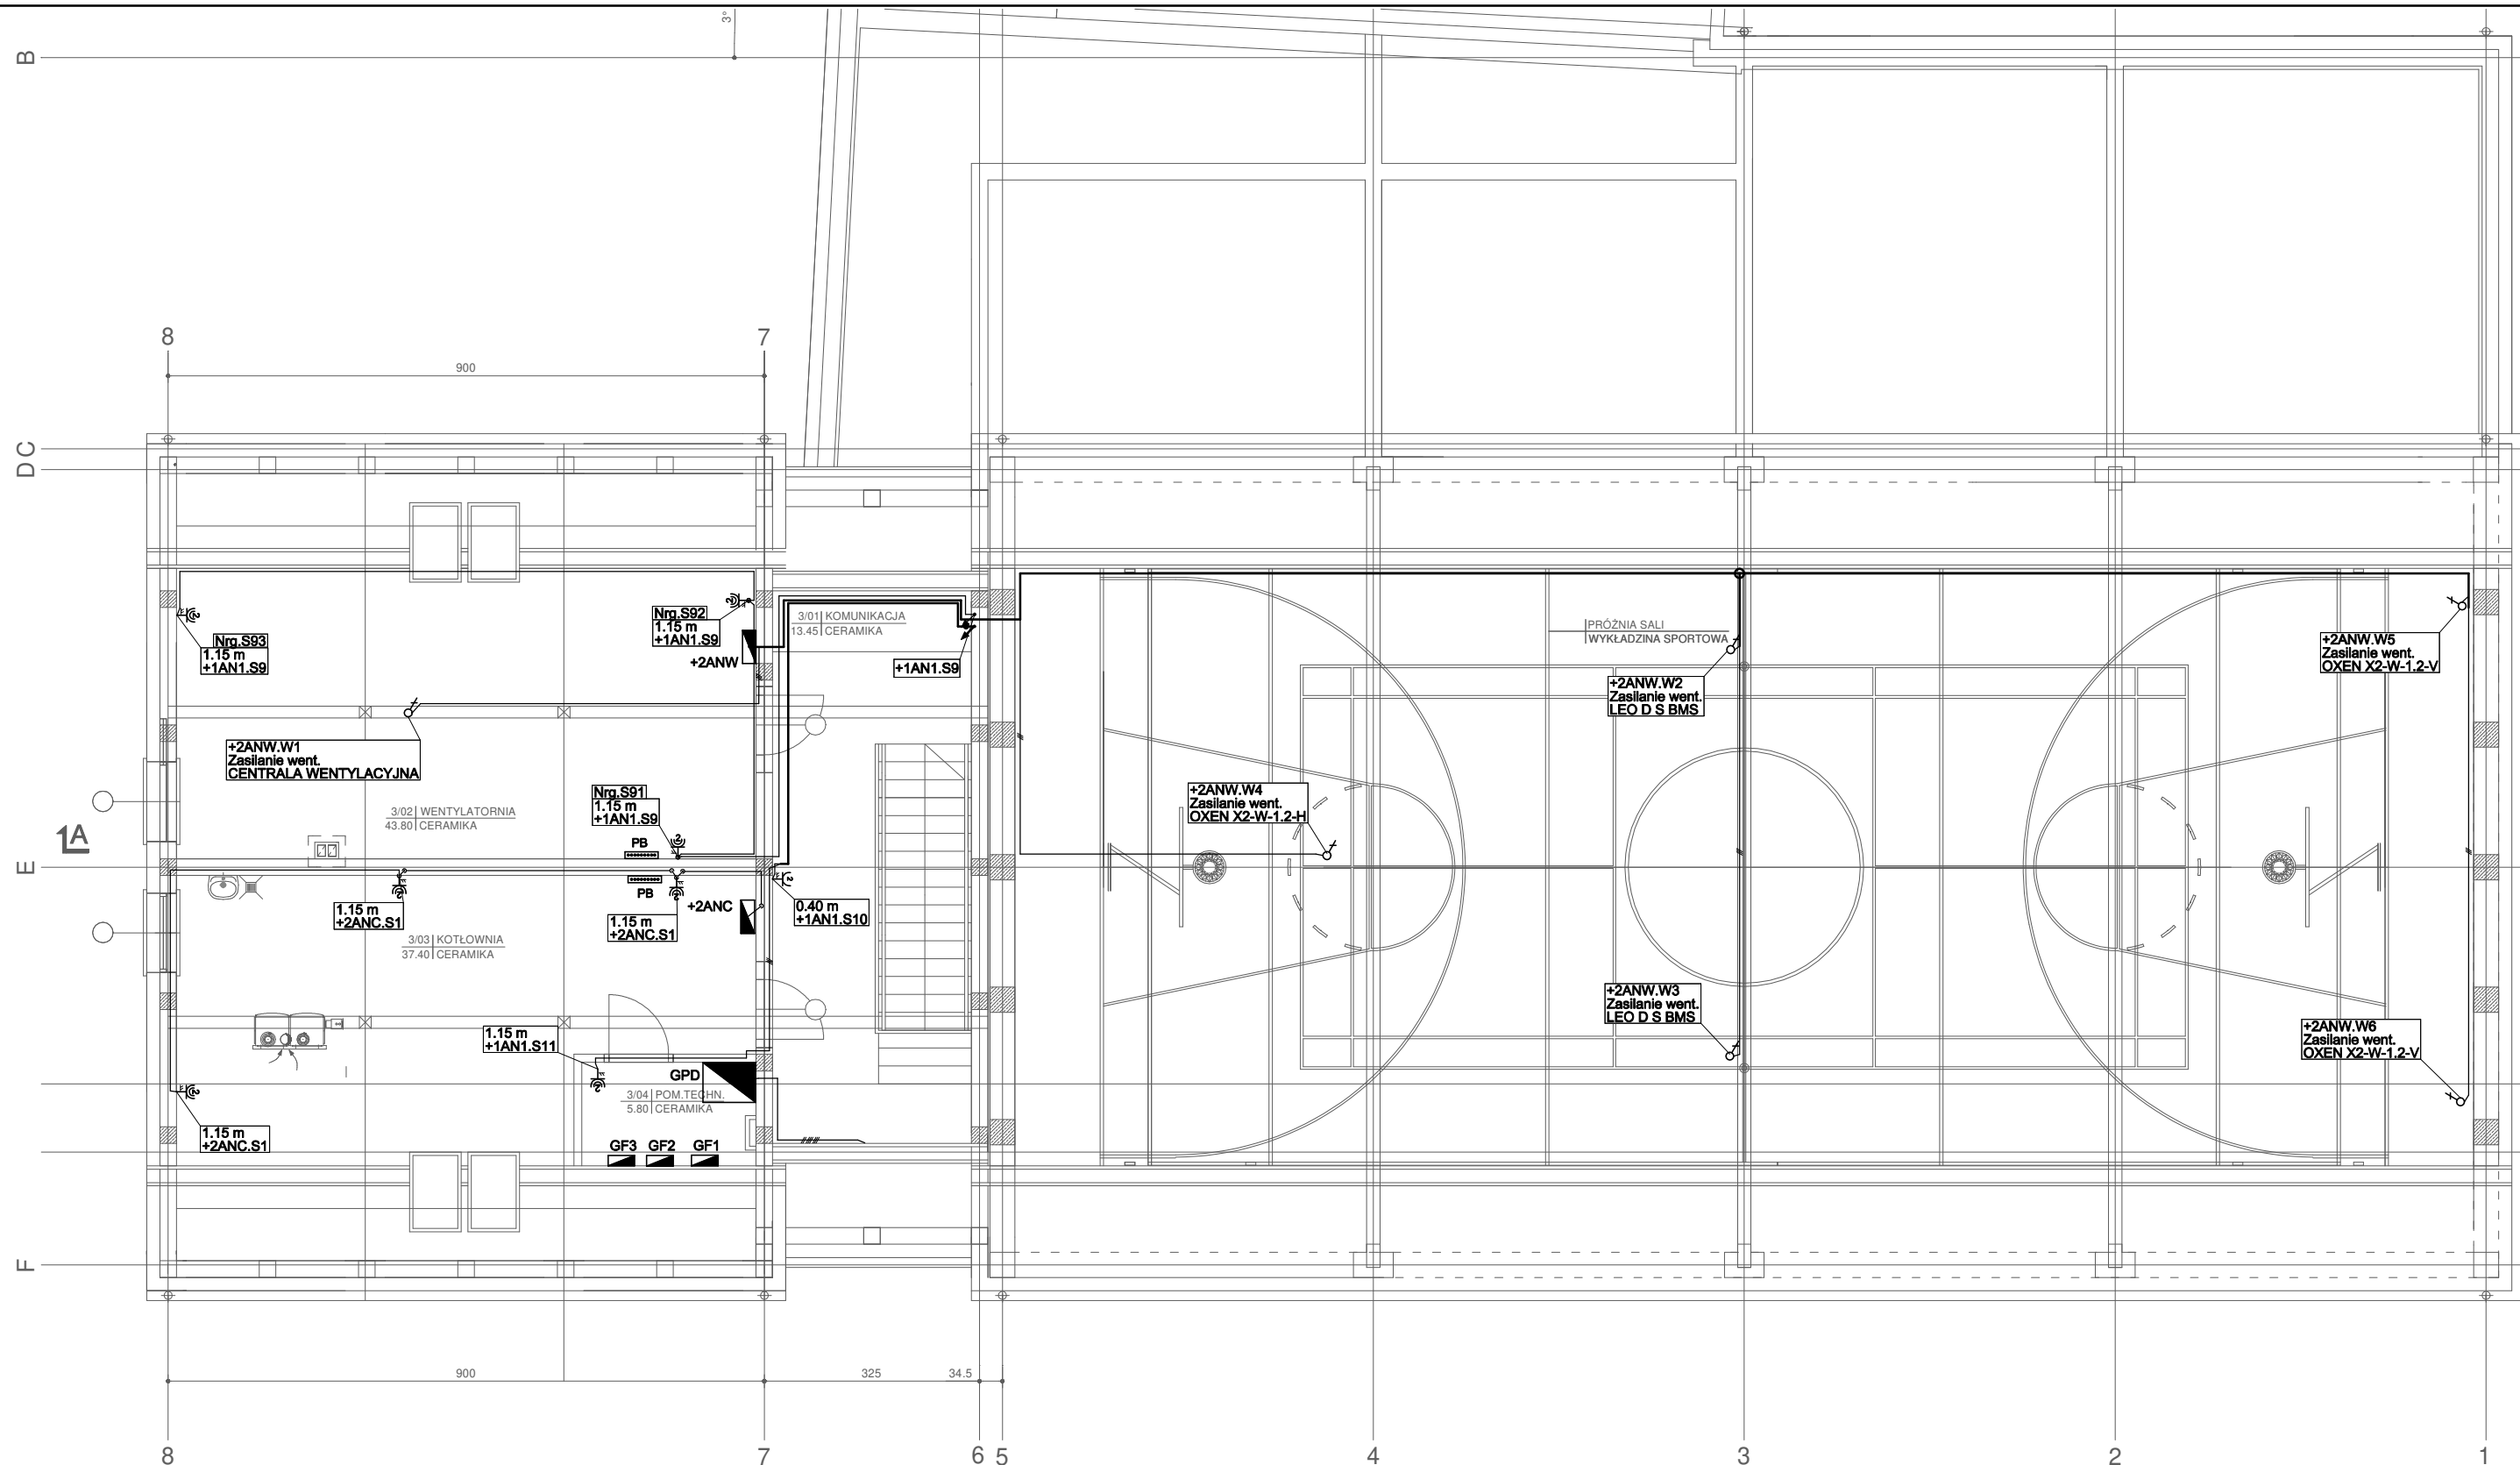 3°
B
8
7
900
C
D
3/01 KOMUNIKACJA
13.45 CERAMIKA
Nrg.S92
1.15 m
+1AN1.S9
Nrg.S93
1.15 m
+1AN1.S9
+2ANW
+1AN1.S9
PRÓŻNIA SALI
WYKŁADZINA SPORTOWA
+2ANW.W5
Zasilanie went.
OXEN X2-W-1.2-V
+2ANW.W2
Zasilanie went.
LEO D S BMS
+2ANW.W1
Zasilanie went.
CENTRALA WENTYLACYJNA
Nrg.S91
1.15 m
+1AN1.S9
+2ANW.W4
Zasilanie went.
OXEN X2-W-1.2-H
3/02 WENTYLATORNIA
43.80 CERAMIKA
A
PB
E
PB
1.15 m
+2ANC.S1
1.15 m
+2ANC.S1
+2ANC
0.40 m
+1AN1.S10
3/03 KOTŁOWNIA
37.40 CERAMIKA
+2ANW.W3
Zasilanie went.
LEO D S BMS
1.15 m
+1AN1.S11
+2ANW.W6
Zasilanie went.
OXEN X2-W-1.2-V
GPD
3/04 POM.TECHN.
5.80 CERAMIKA
1.15 m
+2ANC.S1
GF3 GF2 GF1
F
900
325
34.5
8
7
6
5
4
3
2
1